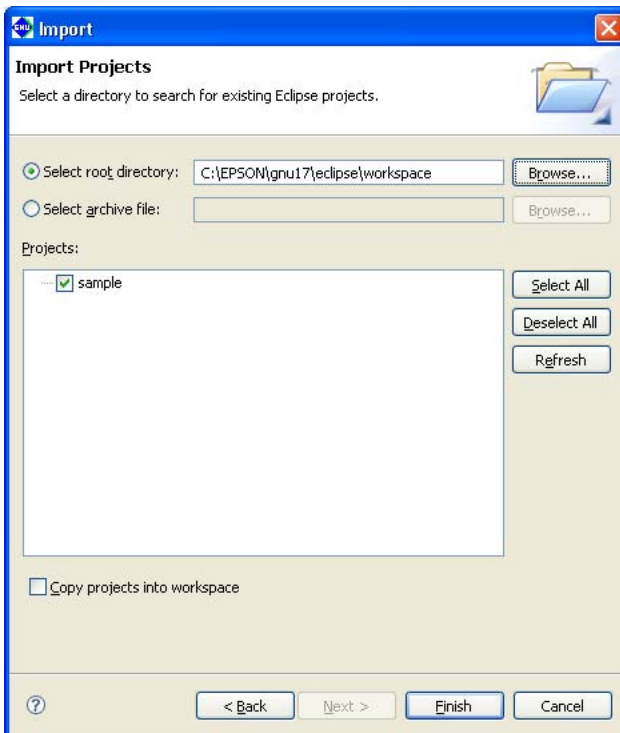 GNU Import
Import Projects
Select a directory to search for existing Eclipse projects.
Select root directory: C:\EPSON\gnu17\eclipse\workspace Browse...
Select archive file: Browse...
Projects:
sample
Select All
Deselect All
Refresh
Copy projects into workspace
? < Back Next > Finish Cancel